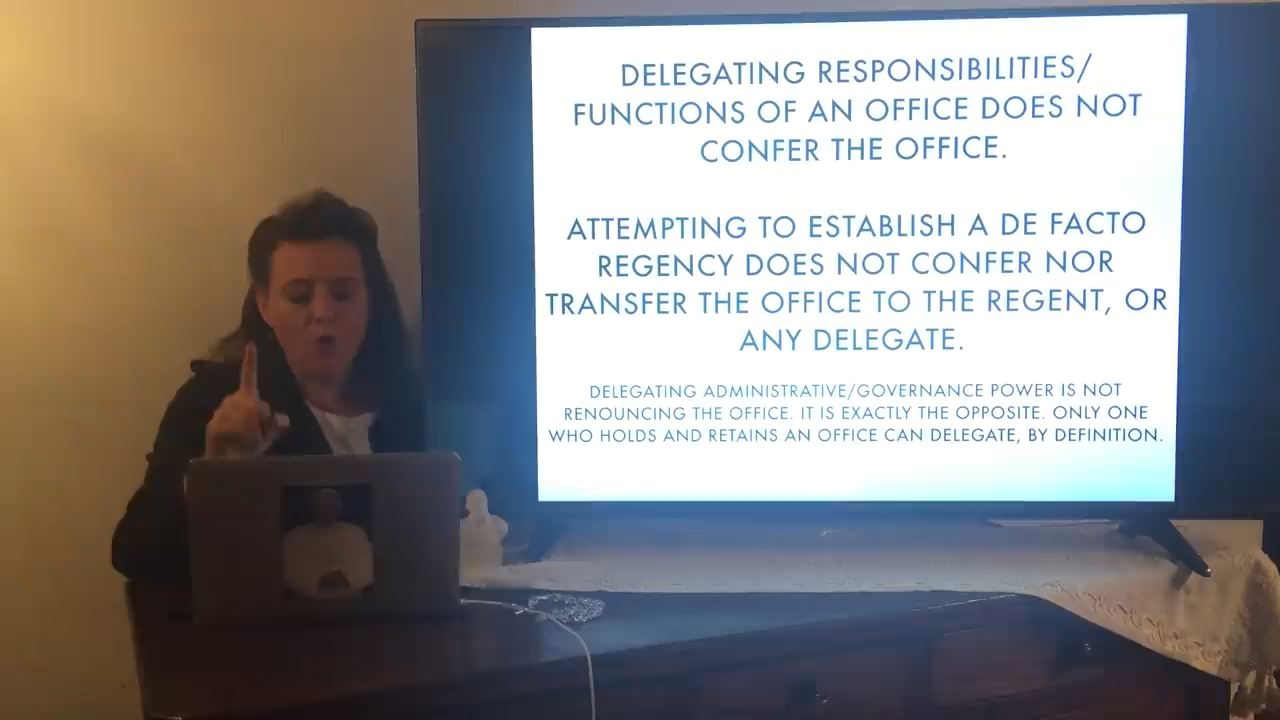 DELEGATING RESPONSIBILITIES/
FUNCTIONS OF AN OFFICE DOES NOT
CONFER THE OFFICE.
ATTEMPTING TO ESTABLISH A DE FACTO
REGENCY DOES NOT CONFER NOR
TRANSFER THE OFFICE TO THE REGENT, OR
ANY DELEGATE.
DELEGATING ADMINISTRATIVE/GOVERNANCE POWER IS NOT
RENOUNCING THE OFFICE. IT IS EXACTLY THE OPPOSITE. ONLY ONE
WHO HOLDS AND RETAINS AN OFFICE CAN DELEGATE, BY DEFINITION.